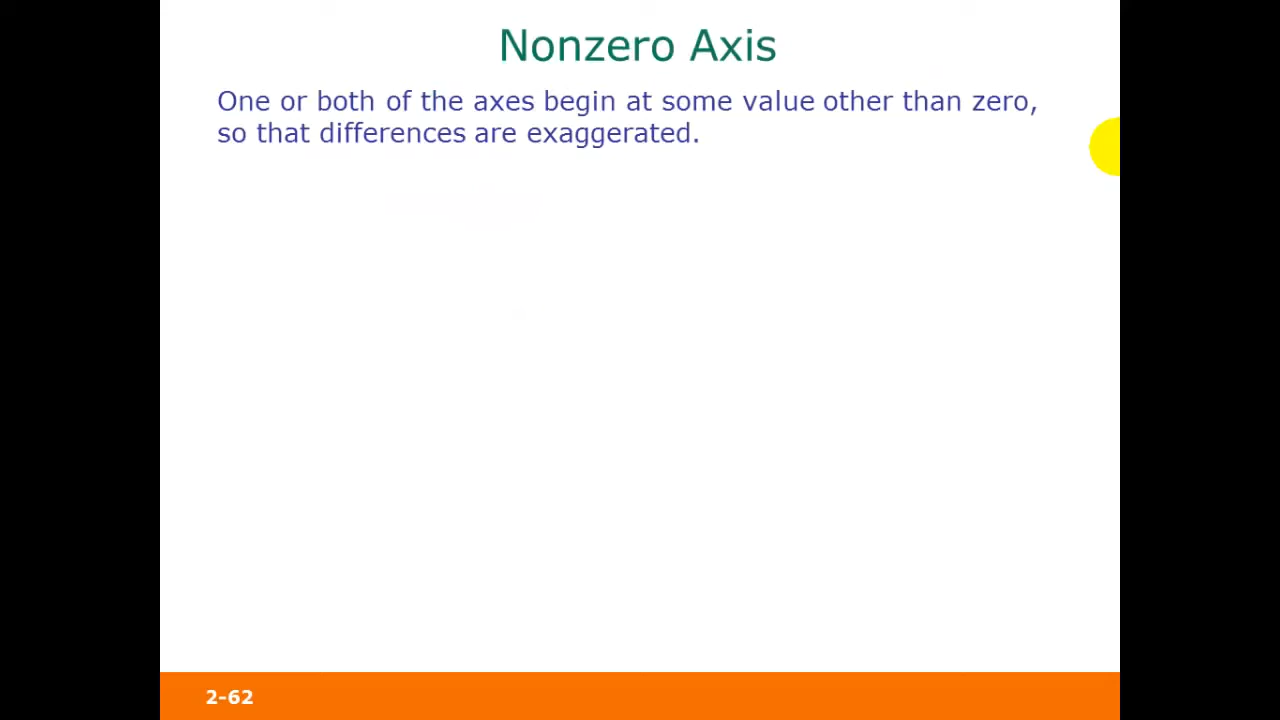 Nonzero Axis
One or both of the axes begin at some value other than zero,
so that differences are exaggerated.
2-62